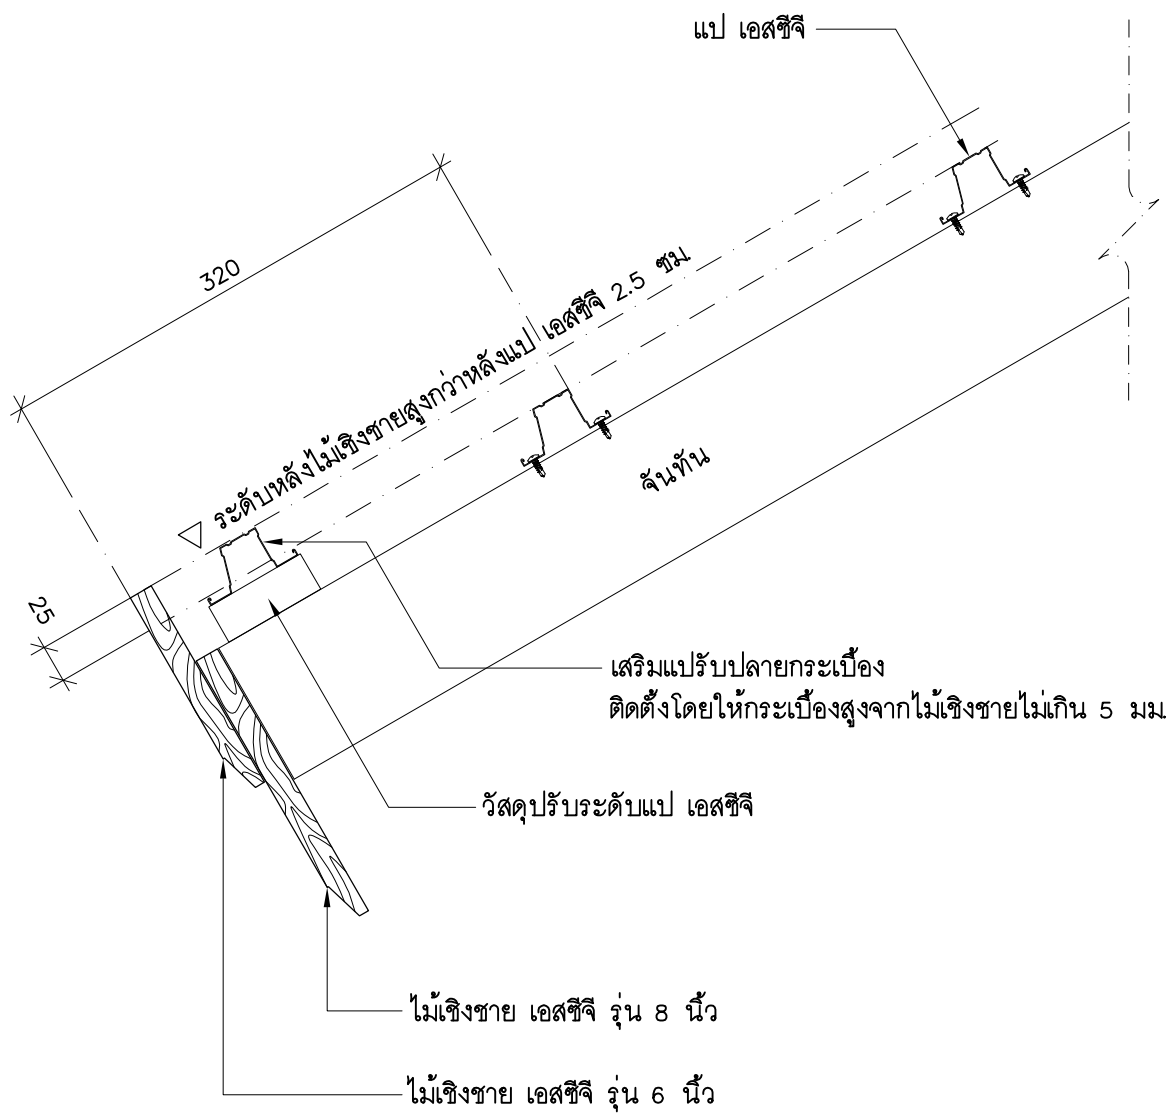 แป เอสซีจี
320
ระดับหลังไม้เชิงชายสูงกว่าหลังแป เอสซีจี 2.5 ซม.
จันทัน
25
เสริมแปรับปลายกระเบื้อง
ติดตั้งโดยให้กระเบื้องสูงจากไม้เชิงชายไม่เกิน 5 มม.
วัสดุปรับระดับแป เอสซีจี
ไม้เชิงชาย เอสซีจี รุ่น 8 นิ้ว
ไม้เชิงชาย เอสซีจี รุ่น 6 นิ้ว